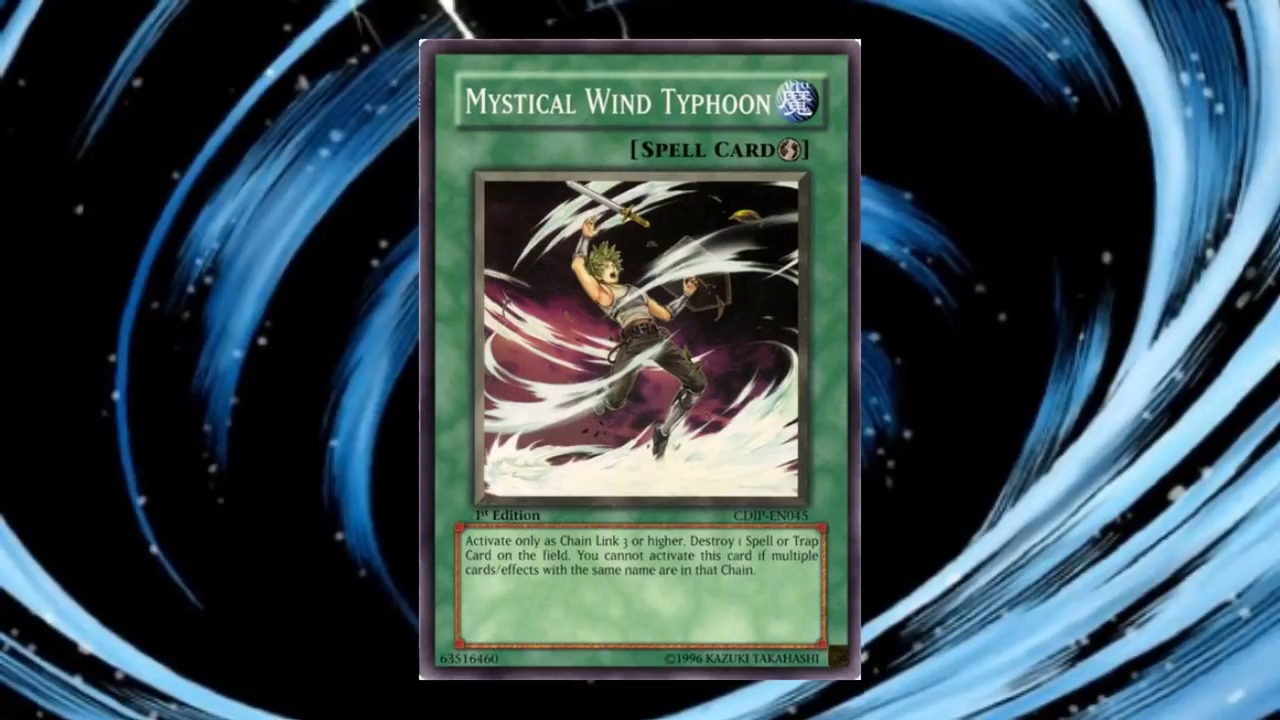 MYSTICAL WIND TYPHOON 魔
[SPELL CARD]
1st Edition CDIP-EN045
Activate only as Chain Link 3 or higher. Destroy 1 Spell or Trap
Card on the field. You cannot activate this card if multiple
cards/effects with the same name are in that Chain.
63516460 ©1996 KAZUKI TAKAHASHI